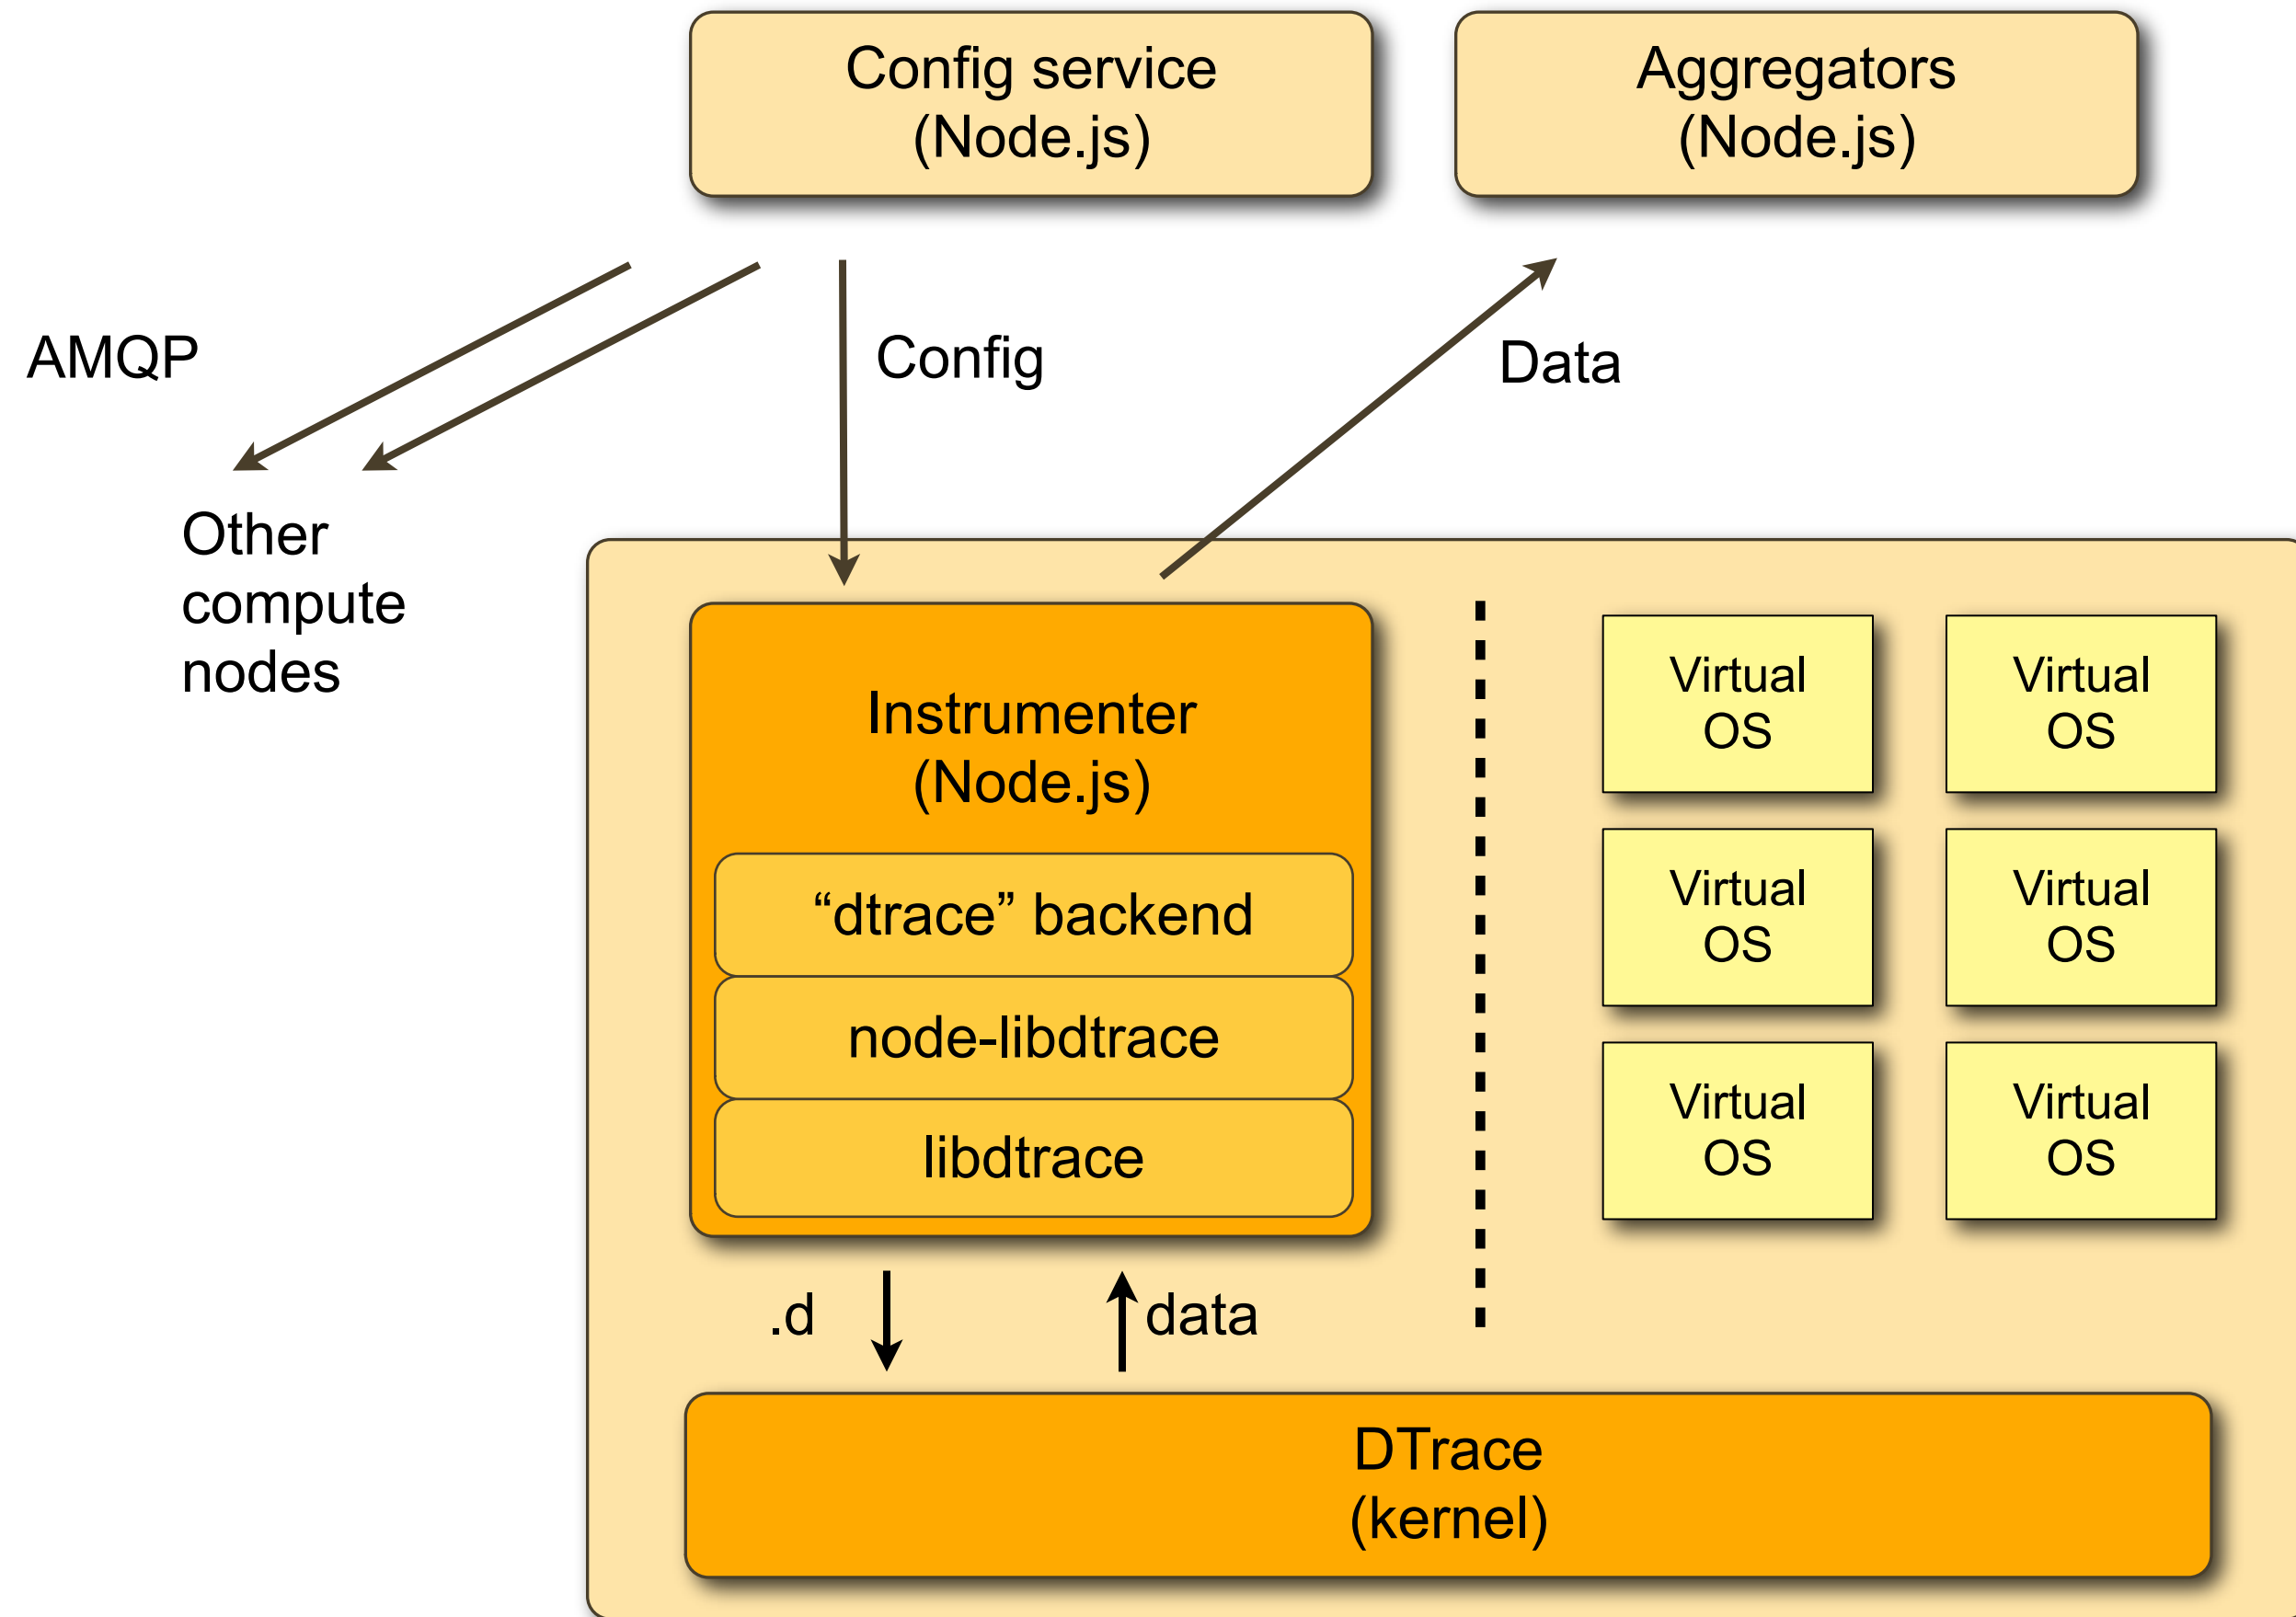 Config service
(Node.js)
Aggregators
(Node.js)
AMQP
Config
Data
Other
compute
nodes
Instrumenter
(Node.js)
“dtrace” backend
node-libdtrace
libdtrace
Virtual
OS
Virtual
OS
Virtual
OS
Virtual
OS
Virtual
OS
Virtual
OS
.d
data
DTrace
(kernel)